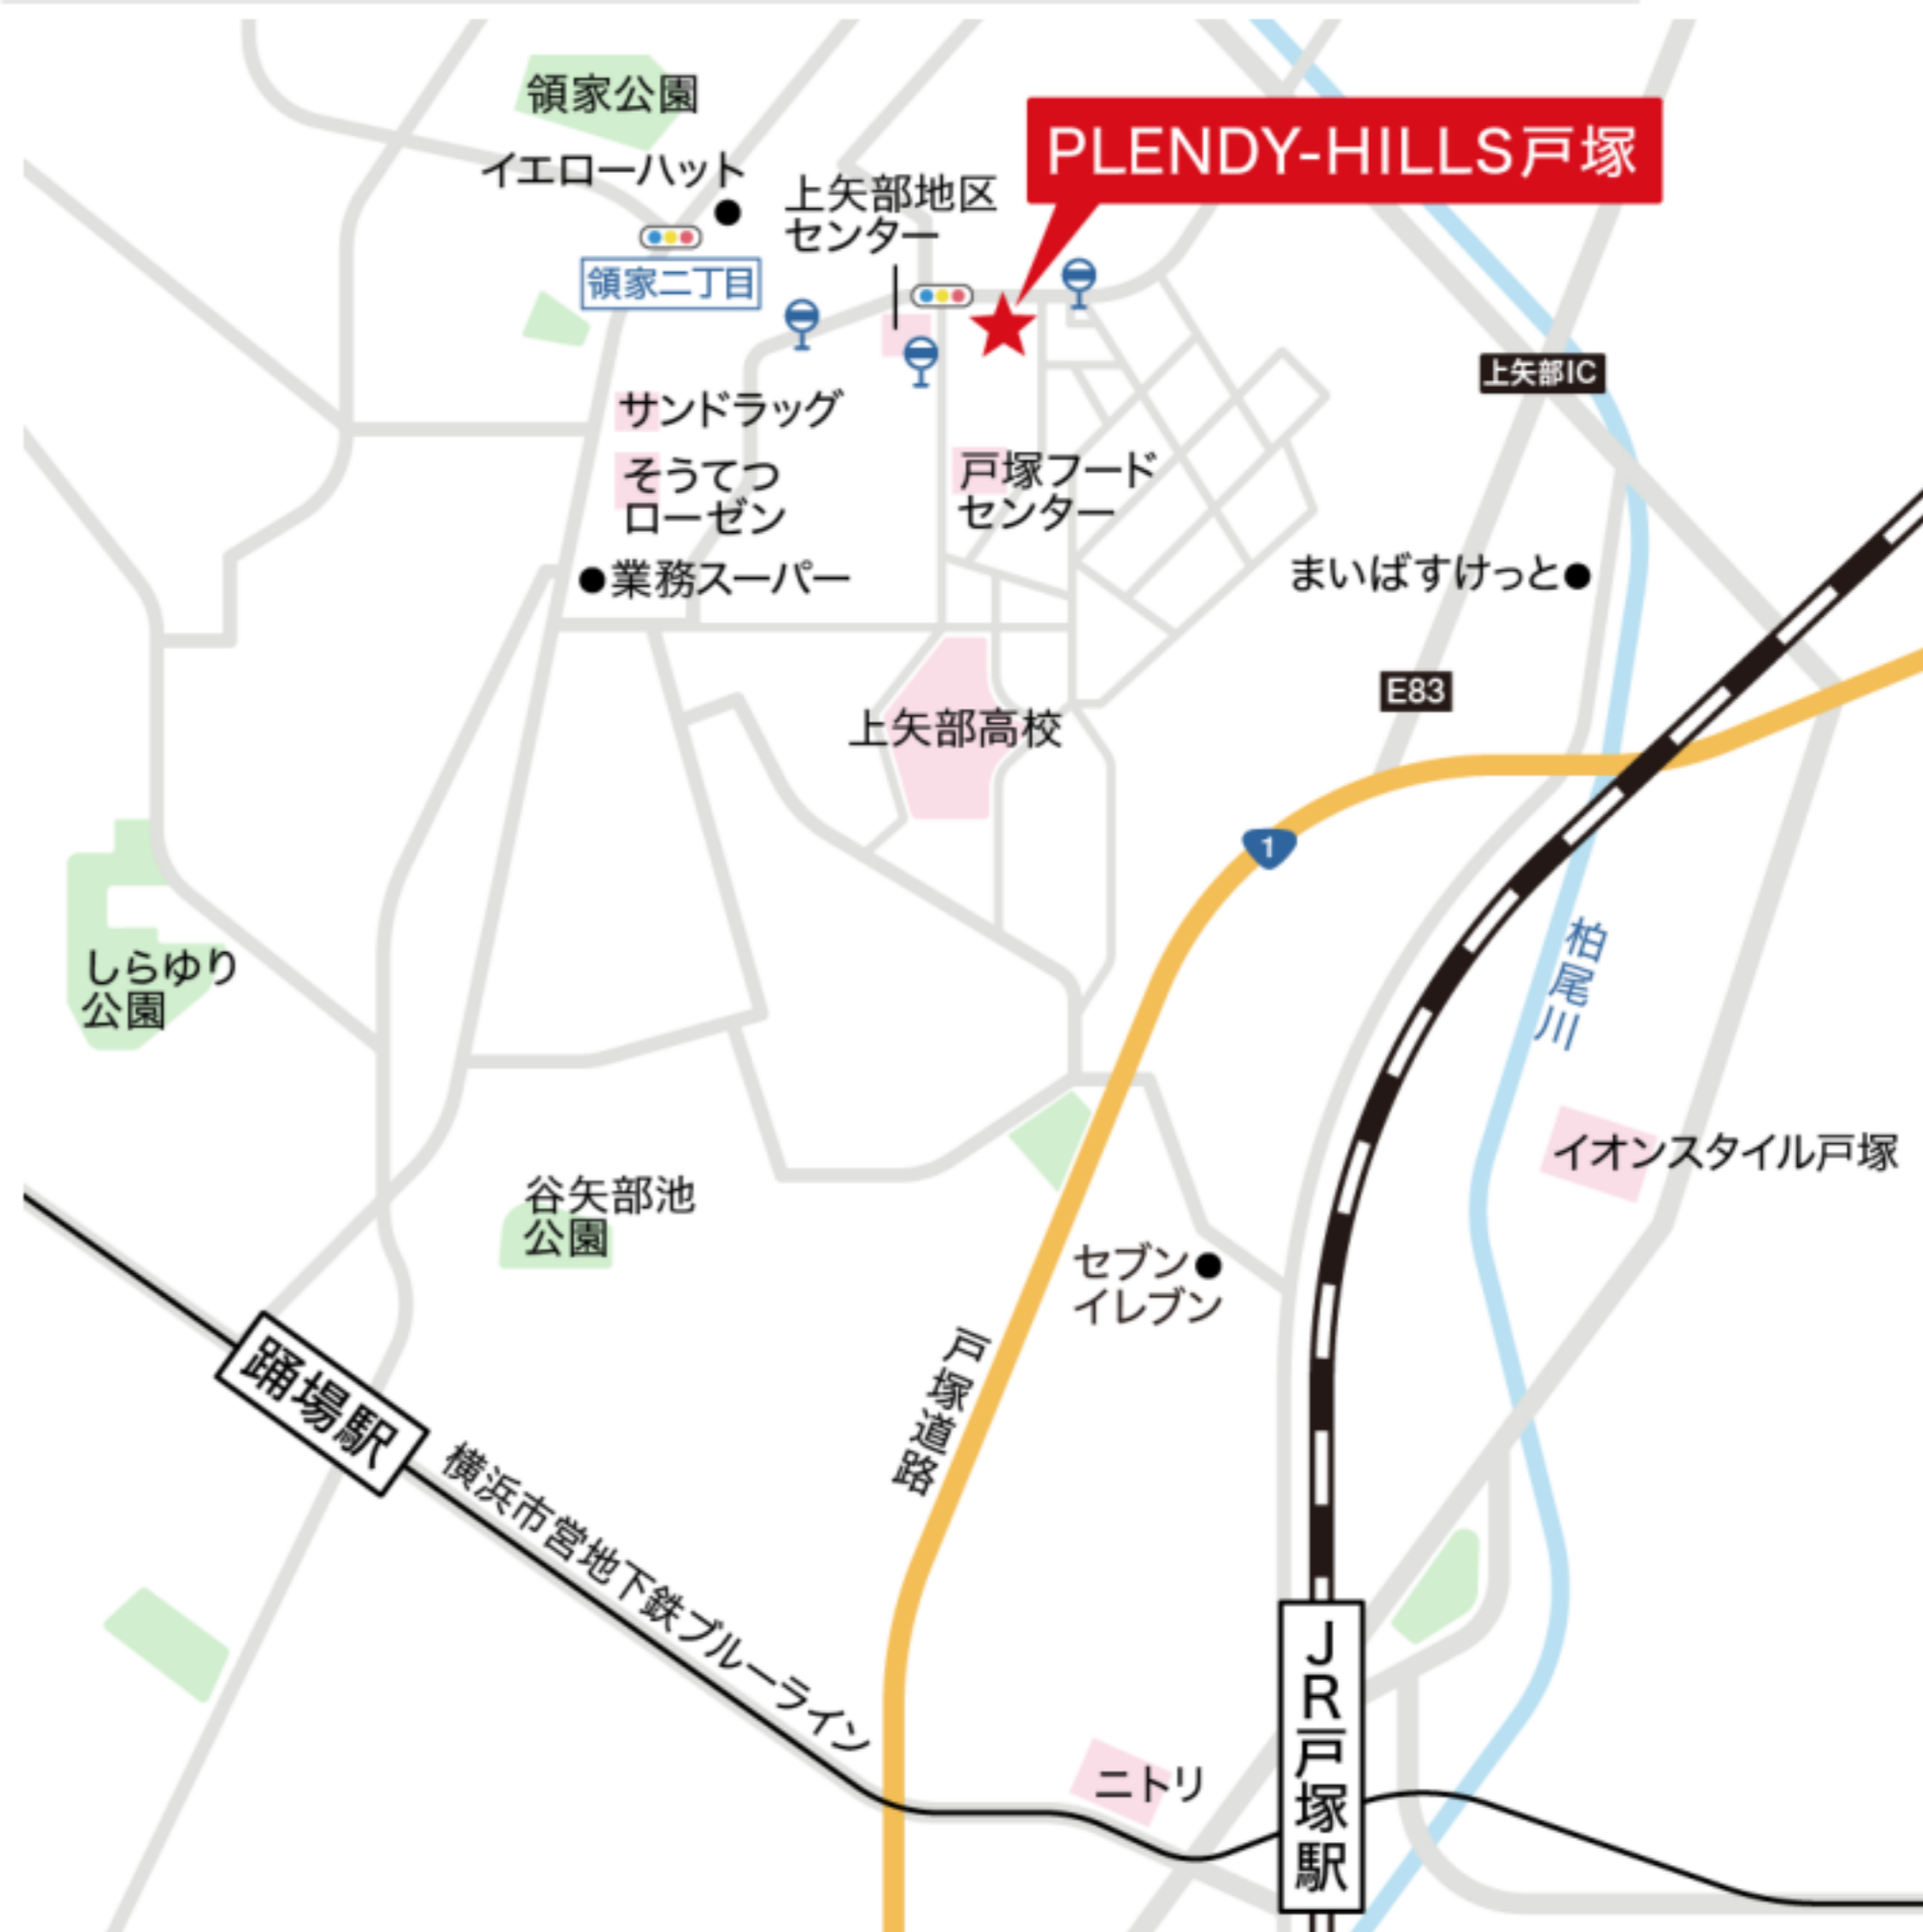 領家公園
イエローハット
PLENDY-HILLS戸塚
上矢部地区
センター
領家二丁目
上矢部IC
サンドラッグ
そうてつ
ローゼン
戸塚フード
センター
業務スーパー
まいばすけっと
E83
上矢部高校
1
しらゆり
公園
柏尾川
イオンスタイル戸塚
谷矢部池
公園
セブン
イレブン
戸塚道路
踊場駅
横浜市営地下鉄ブルーライン
JR戸塚駅
ニトリ